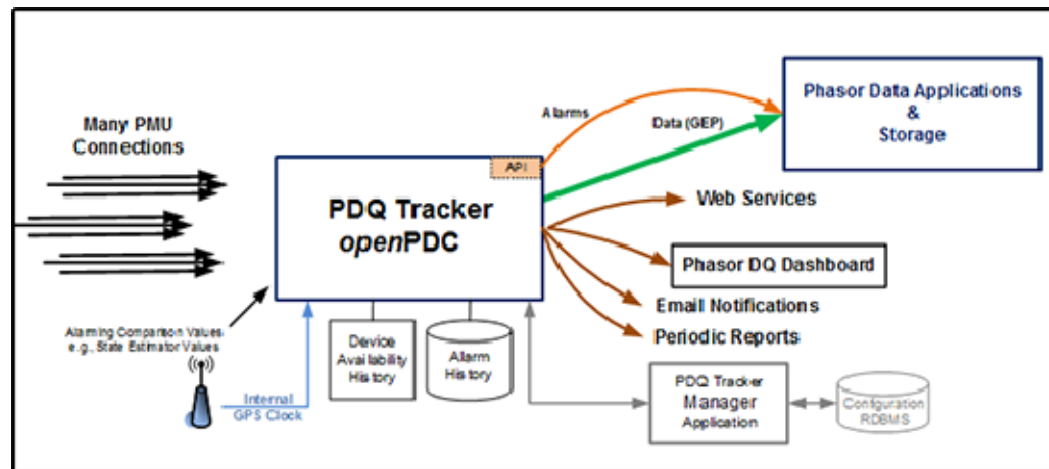 Many PMU
Connections
Alarms
Data (GEP)
Phasor Data Applications
&
Storage
API
PDQ Tracker
openPDC
Web Services
Phasor DQ Dashboard
Email Notifications
Periodic Reports
Alarming Comparison Values
e.g., State Estimator Values
Internal
GPS Clock
Device
Availability
History
Alarm
History
PDQ Tracker
Manager
Application
Configuration
RDBMS